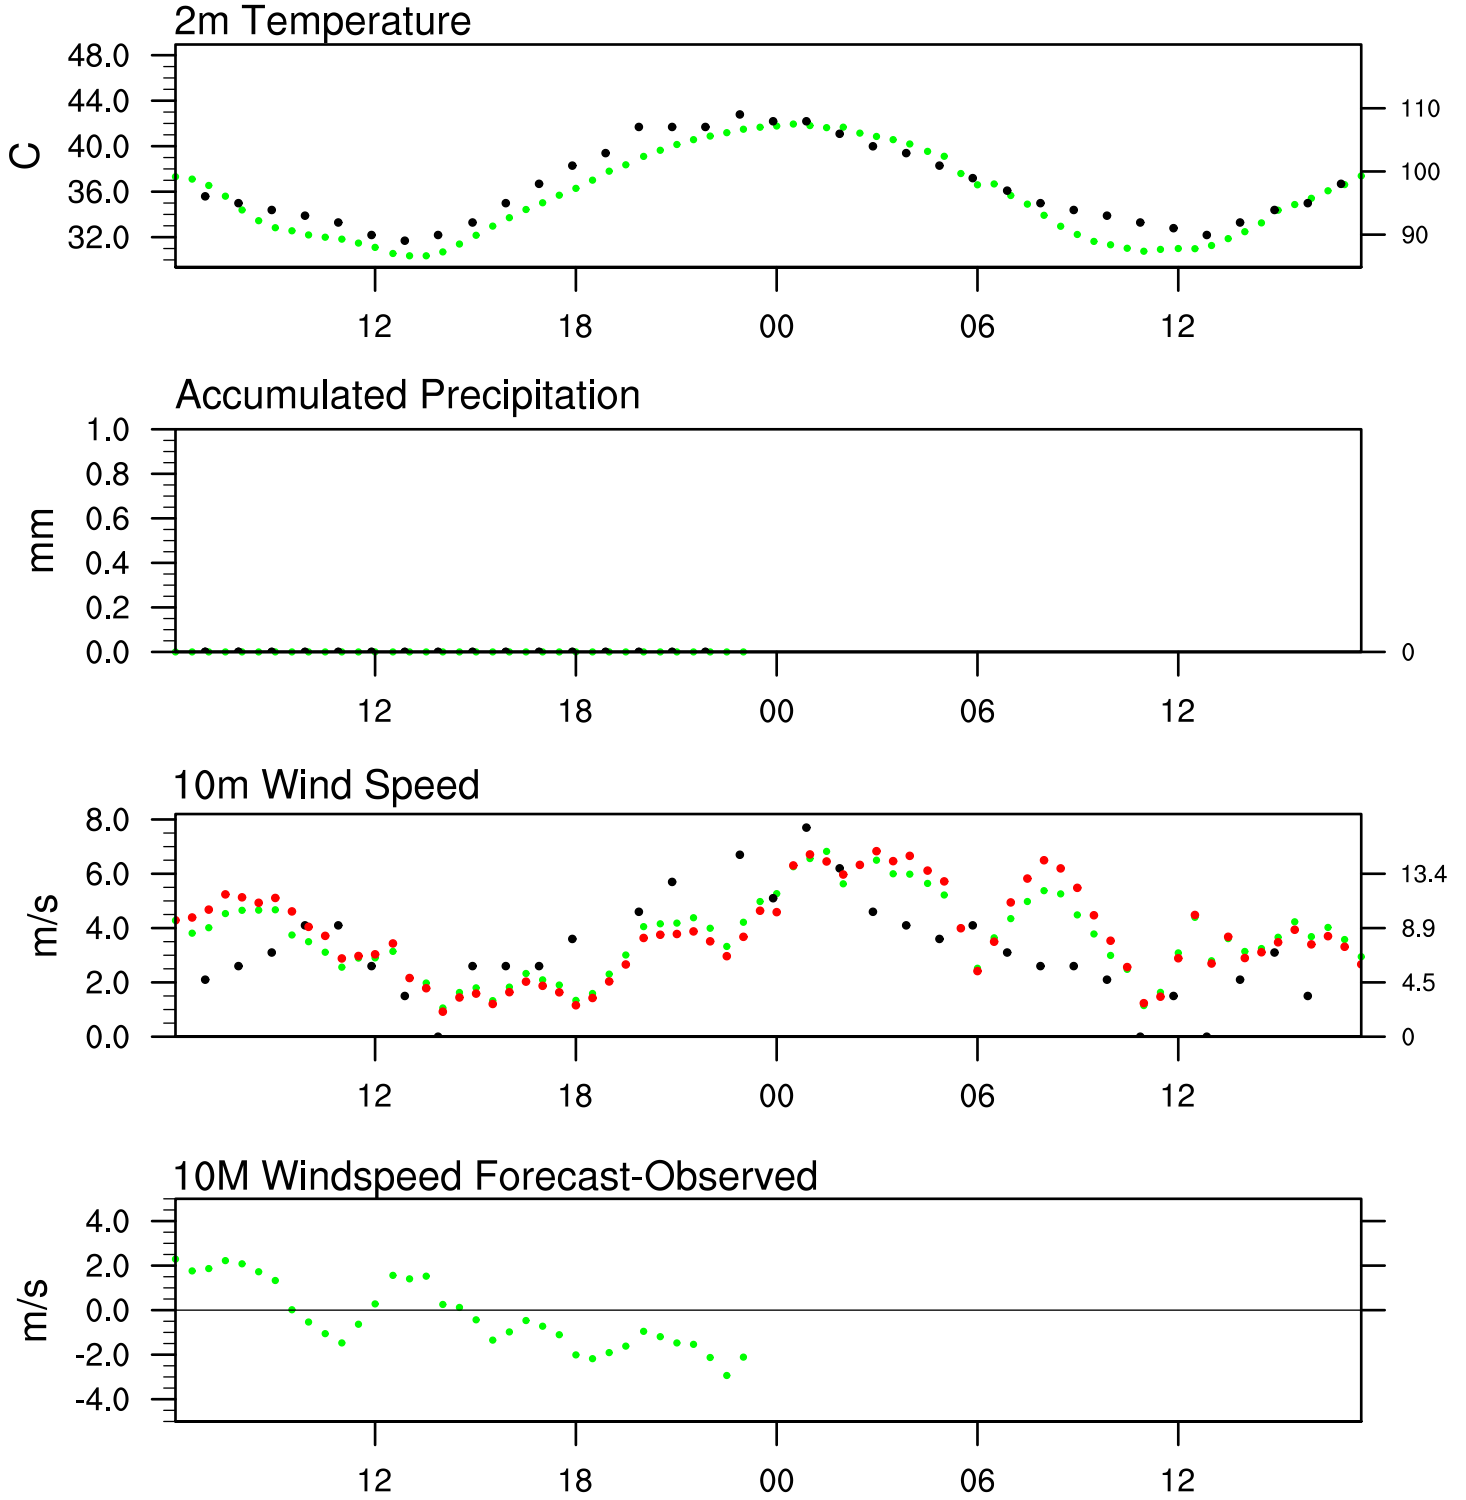 2m Temperature
48.0
44.0
110
C
40.0
100
36.0
32.0
90
12 18 00 06 12
Accumulated Precipitation
1.0
0.8
0.6
mm
0.4
0.2
0.0 0
12 18 00 06 12
10m Wind Speed
8.0
6.0 13.4
m/s
4.0 8.9
2.0 4.5
0.0 0
12 18 00 06 12
10M Windspeed Forecast-Observed
4.0
2.0
m/s
0.0
-2.0
-4.0
12 18 00 06 12